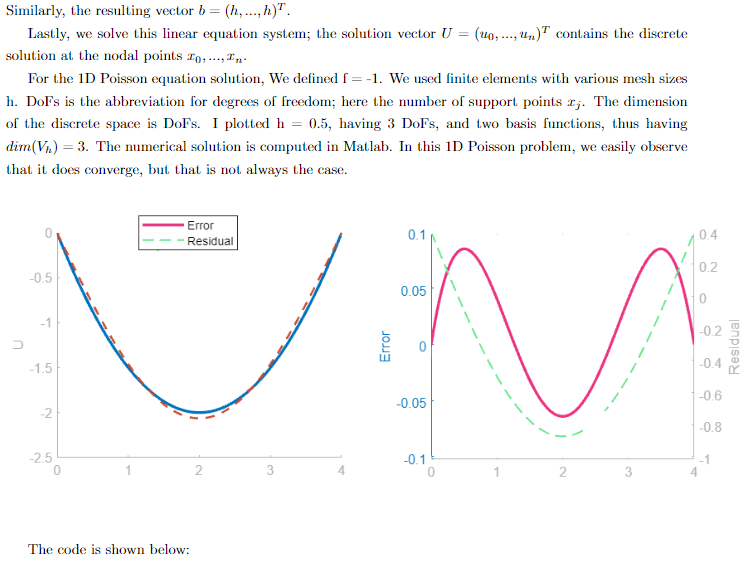 Similarly, the resulting vector b = (h, ..., h)ᵀ.
Lastly, we solve this linear equation system; the solution vector U = (u₀, ..., uₙ)ᵀ contains the discrete
solution at the nodal points x₀, ..., xₙ.
For the 1D Poisson equation solution, We defined f = -1. We used finite elements with various mesh sizes
h. DoFs is the abbreviation for degrees of freedom; here the number of support points xⱼ. The dimension
of the discrete space is DoFs. I plotted h = 0.5, having 3 DoFs, and two basis functions, thus having
dim(Vₕ) = 3. The numerical solution is computed in Matlab. In this 1D Poisson problem, we easily observe
that it does converge, but that is not always the case.
Error
Residual
0
-0.5
-1
-1.5
-2
-2.5
U
0 1 2 3 4
0.1
0.05
0
-0.05
-0.1
Error
0 1 2 3 4
0.4
0.2
0
-0.2
-0.4
-0.6
-0.8
-1
Residual
The code is shown below: